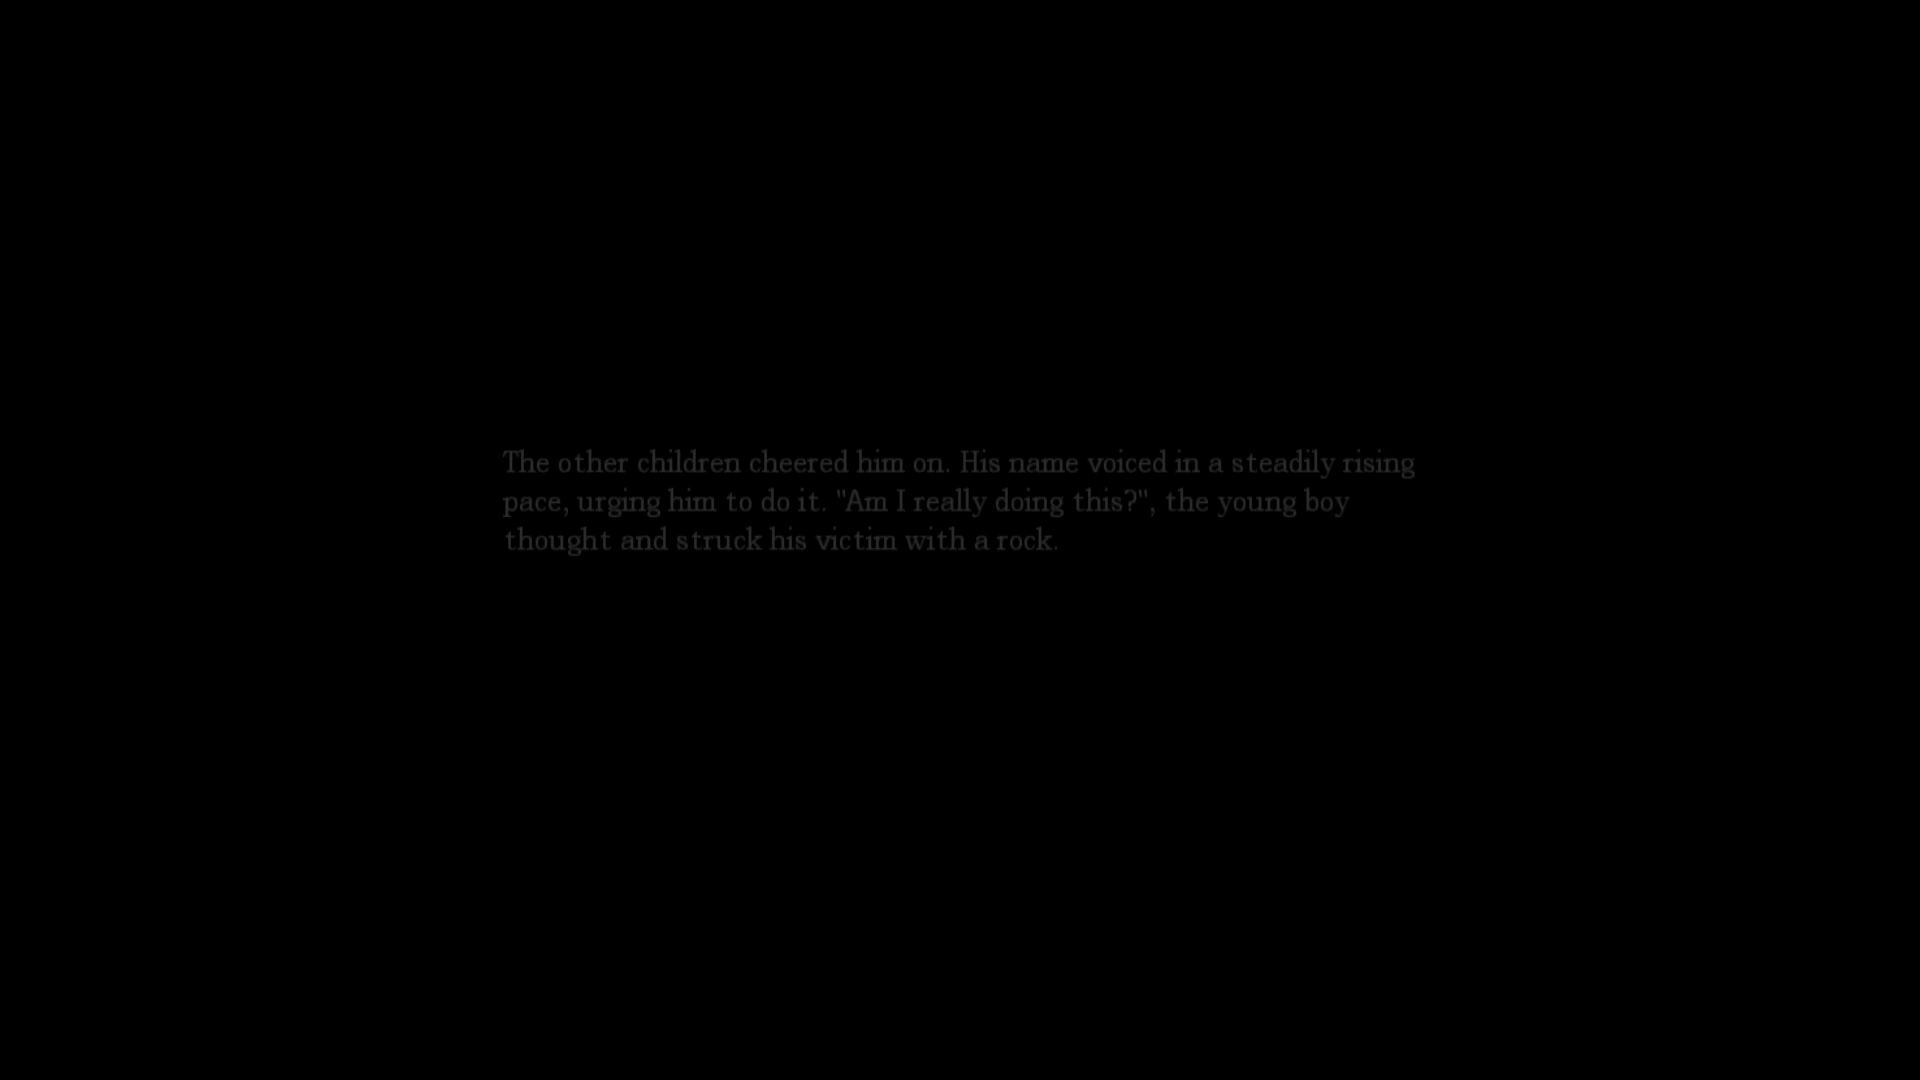 The other children cheered him on. His name voiced in a steadily rising
pace, urging him to do it. "Am I really doing this?", the young boy
thought and struck his victim with a rock.